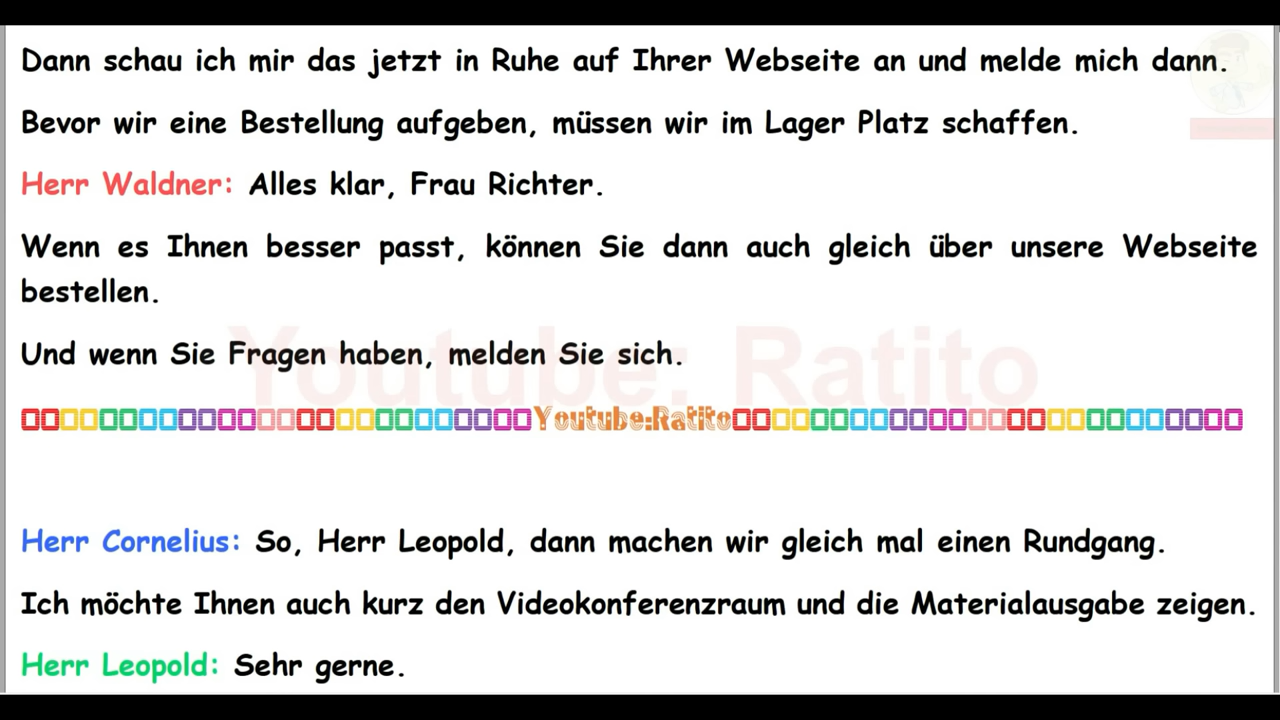 Dann schau ich mir das jetzt in Ruhe auf Ihrer Webseite an und melde mich dann.
Bevor wir eine Bestellung aufgeben, müssen wir im Lager Platz schaffen.
Herr Waldner: Alles klar, Frau Richter.
Wenn es Ihnen besser passt, können Sie dann auch gleich über unsere Webseite
bestellen.
Und wenn Sie Fragen haben, melden Sie sich.
Youtube: Ratito
Youtube:Ratito
Herr Cornelius: So, Herr Leopold, dann machen wir gleich mal einen Rundgang.
Ich möchte Ihnen auch kurz den Videokonferenzraum und die Materialausgabe zeigen.
Herr Leopold: Sehr gerne.